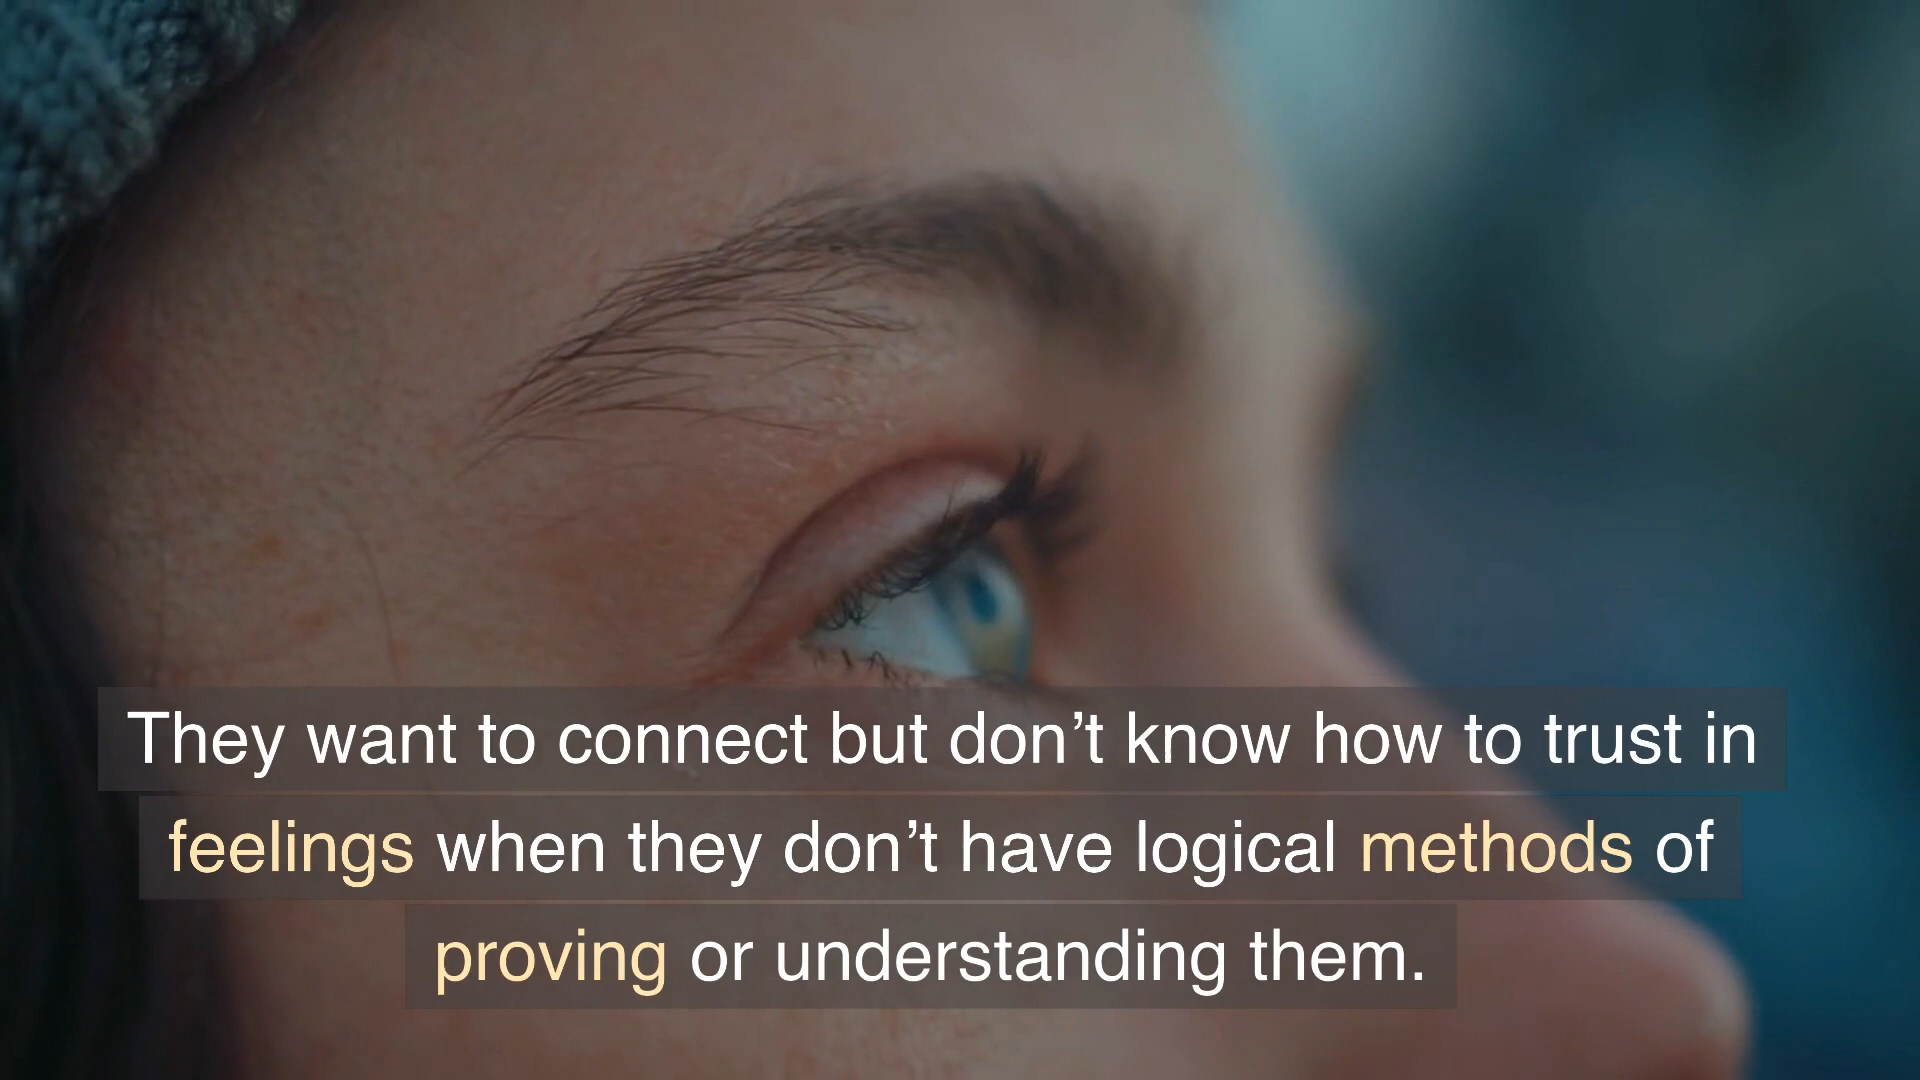 They want to connect but don’t know how to trust in
feelings when they don’t have logical methods of
proving or understanding them.